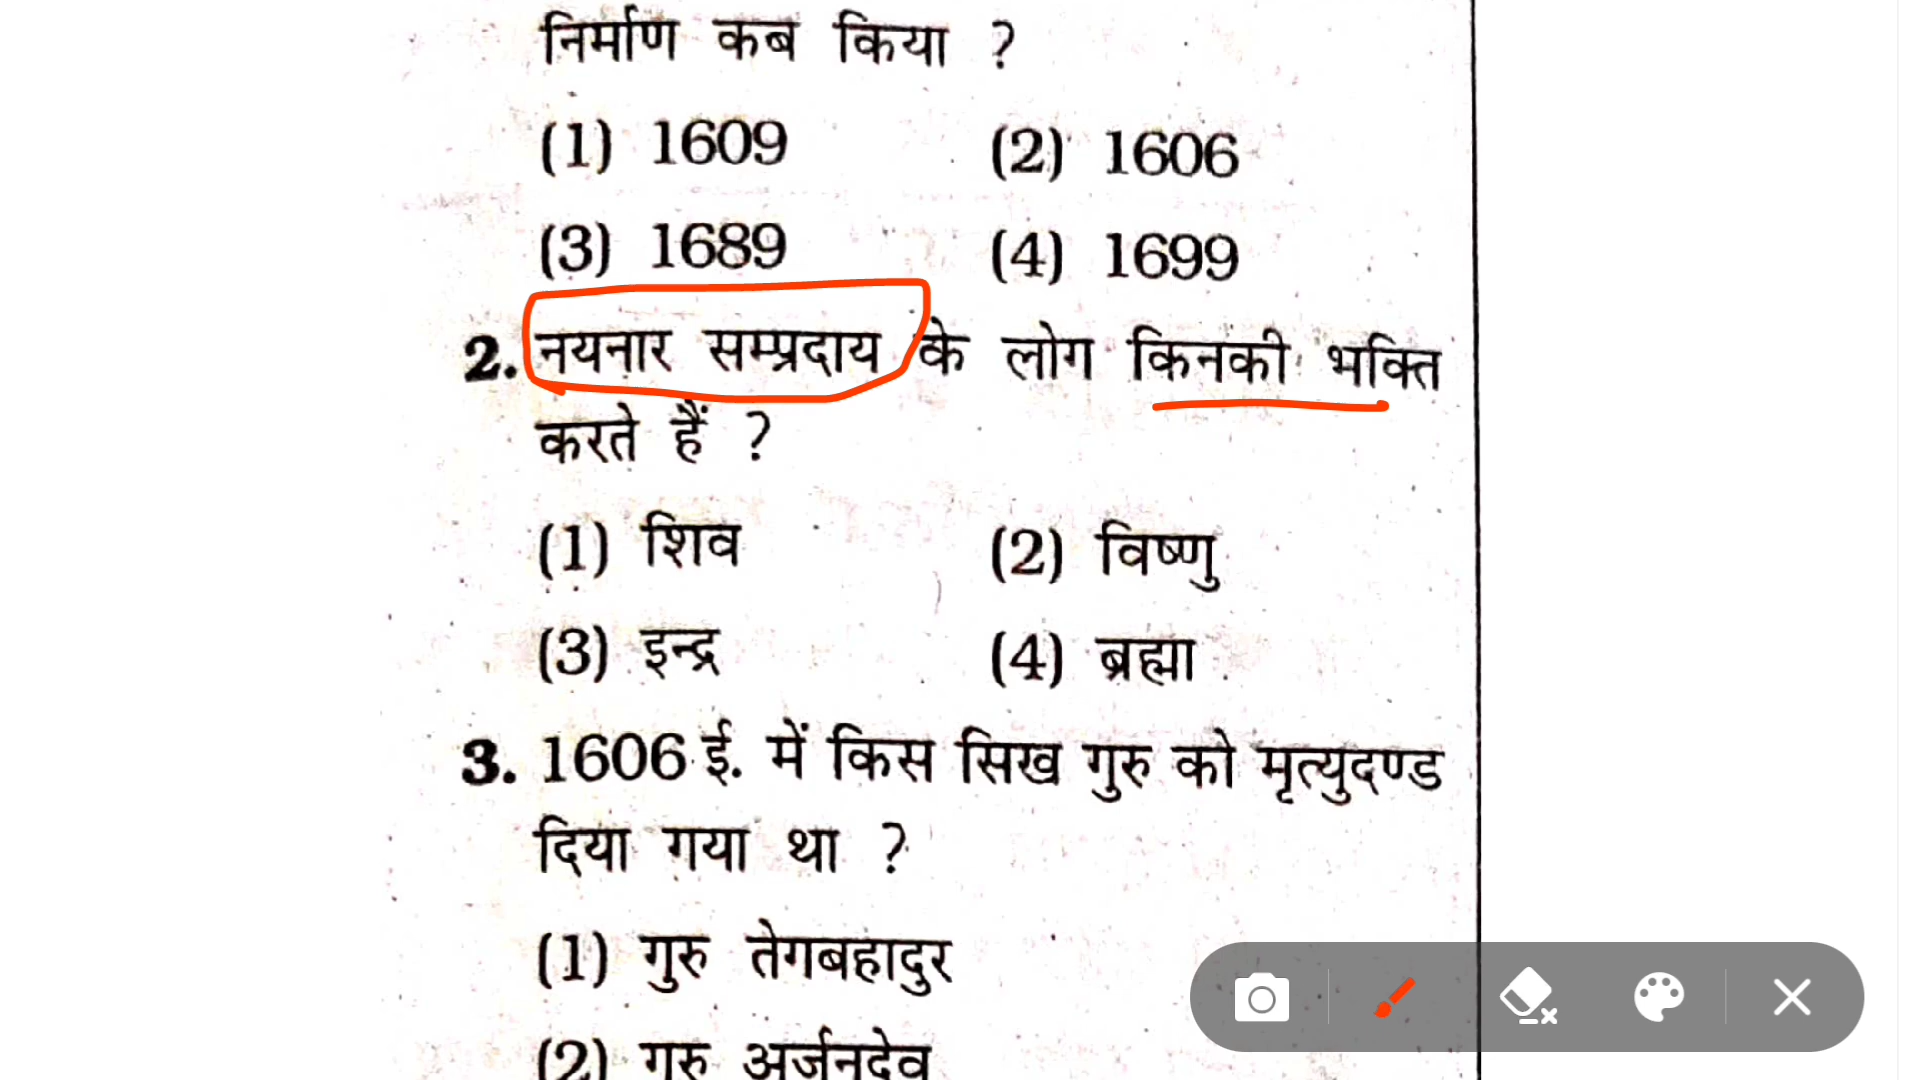 निर्माण कब किया ?
(1) 1609 (2) 1606
(3) 1689 (4) 1699
2. नयनार सम्प्रदाय के लोग किनकी भक्ति
करते हैं ?
(1) शिव (2) विष्णु
(3) इन्द्र (4) ब्रह्मा
3. 1606 ई. में किस सिख गुरु को मृत्युदण्ड
दिया गया था ?
(1) गुरु तेगबहादुर
(2) गुरु अर्जुनदेव